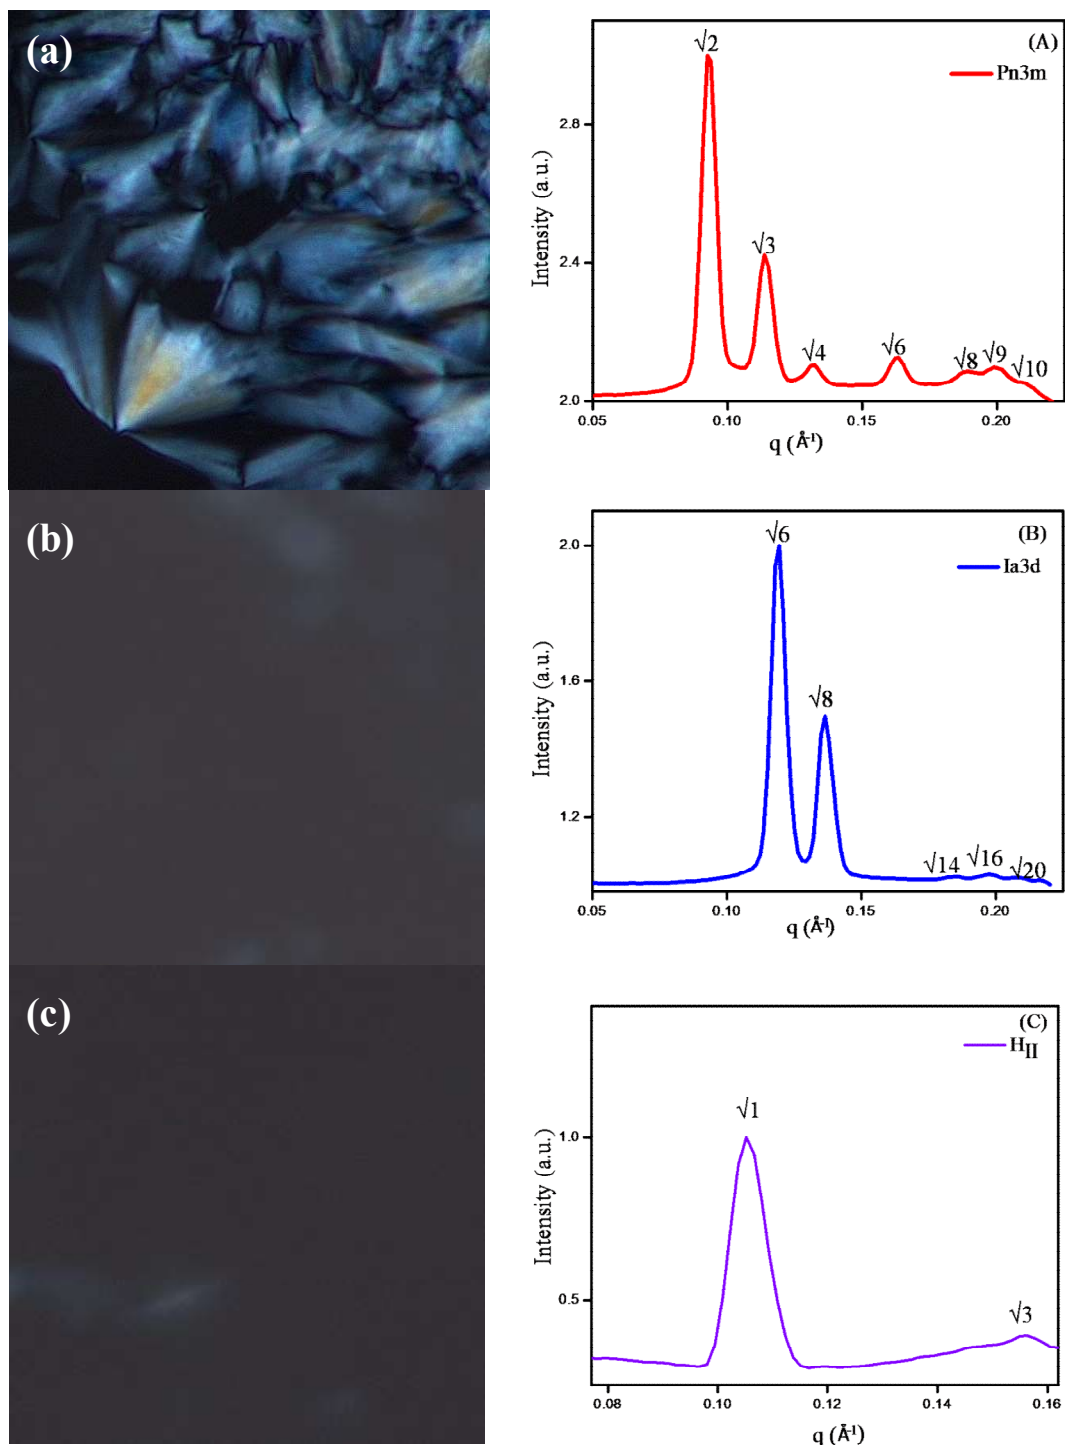 (a)
(A)
Pn3m
√2
√3
√4
√6
√8
√9
√10
2.8
2.4
2.0
0.05
0.10
0.15
0.20
Intensity (a.u.)
q (Å⁻¹)
(b)
(B)
Ia3d
√6
√8
√14
√16
√20
2.0
1.6
1.2
0.05
0.10
0.15
0.20
Intensity (a.u.)
q (Å⁻¹)
(c)
(C)
HII
√1
√3
1.0
0.5
0.08
0.10
0.12
0.14
0.16
Intensity (a.u.)
q (Å⁻¹)